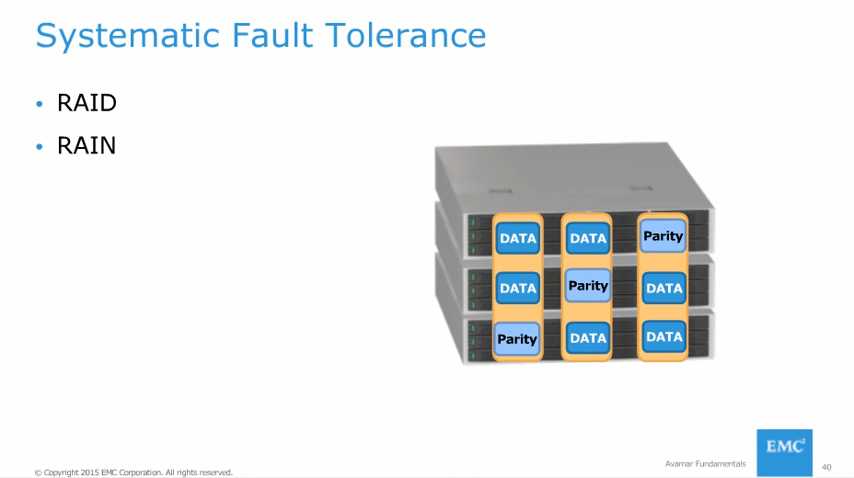 Systematic Fault Tolerance
• RAID
• RAIN
DATA DATA Parity
DATA Parity DATA
Parity DATA DATA
© Copyright 2015 EMC Corporation. All rights reserved.
Avamar Fundamentals
EMC²
40